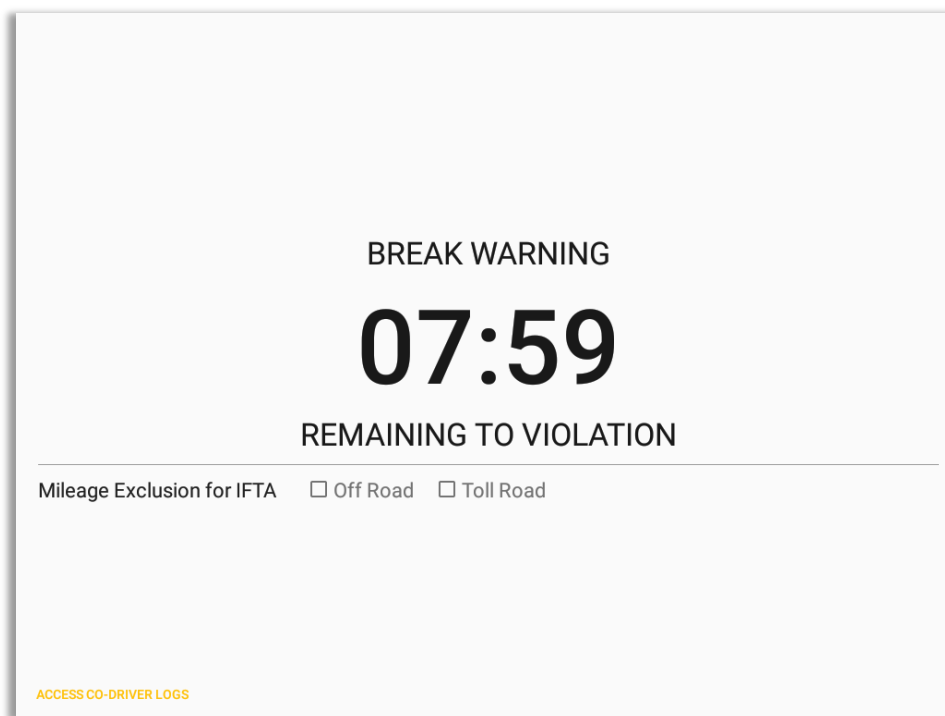 BREAK WARNING
07:59
REMAINING TO VIOLATION
Mileage Exclusion for IFTA Off Road Toll Road
ACCESS CO-DRIVER LOGS